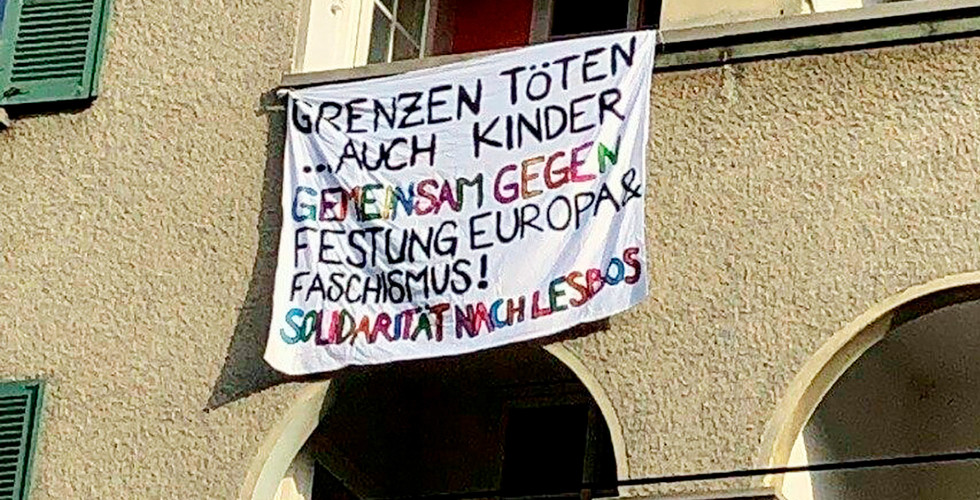 GRENZEN TÖTEN
...AUCH KINDER
GEMEINSAM GEGEN
FESTUNG EUROPA &
FASCHISMUS!
SOLIDARITÄT NACH LESBOS